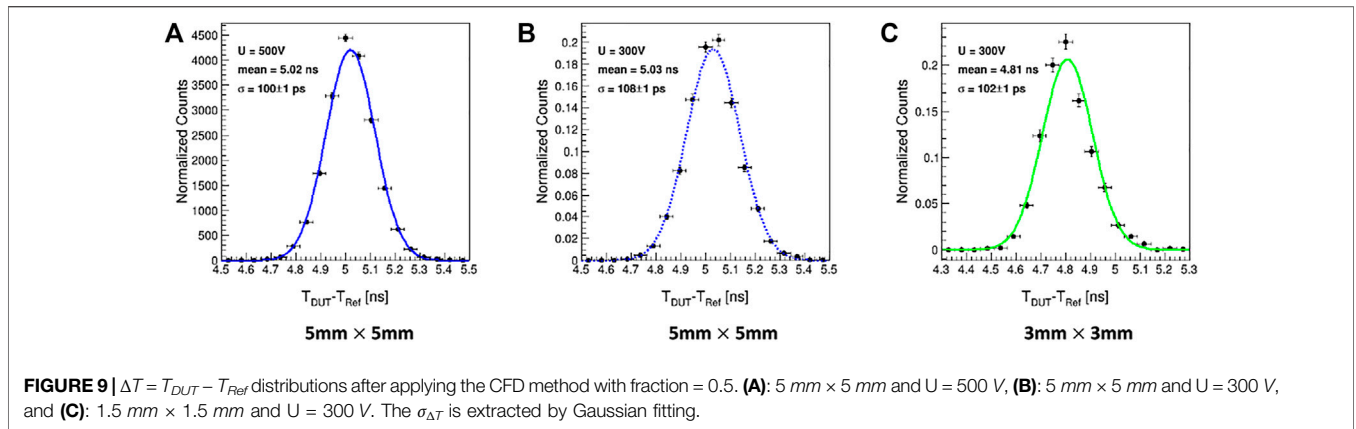 A
U = 500V
mean = 5.02 ns
σ = 100±1 ps
Normalized Counts
4500
4000
3500
3000
2500
2000
1500
1000
500
0
4.5 4.6 4.7 4.8 4.9 5 5.1 5.2 5.3 5.4 5.5
T_DUT-T_Ref [ns]
5mm × 5mm
B
U = 300V
mean = 5.03 ns
σ = 108±1 ps
Normalized Counts
0.2
0.18
0.16
0.14
0.12
0.1
0.08
0.06
0.04
0.02
0
4.5 4.6 4.7 4.8 4.9 5 5.1 5.2 5.3 5.4 5.5
T_DUT-T_Ref [ns]
5mm × 5mm
C
U = 300V
mean = 4.81 ns
σ = 102±1 ps
Normalized Counts
0.2
0.15
0.1
0.05
0
4.3 4.4 4.5 4.6 4.7 4.8 4.9 5 5.1 5.2 5.3
T_DUT-T_Ref [ns]
3mm × 3mm
FIGURE 9 | ΔT = T_DUT − T_Ref distributions after applying the CFD method with fraction = 0.5. (A): 5 mm × 5 mm and U = 500 V, (B): 5 mm × 5 mm and U = 300 V,
and (C): 1.5 mm × 1.5 mm and U = 300 V. The σ_ΔT is extracted by Gaussian fitting.